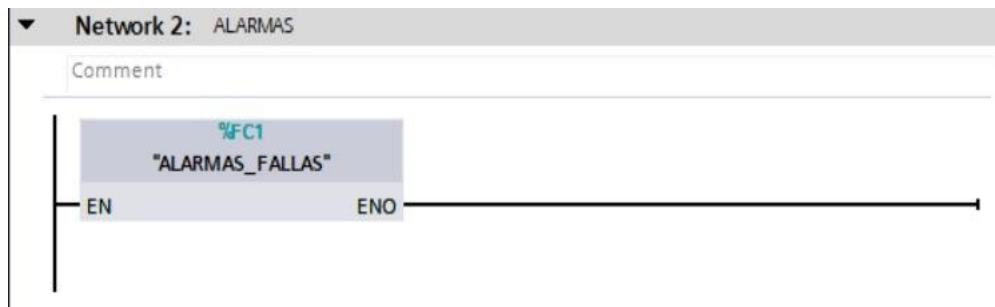 Network 2: ALARMAS
Comment
%FC1
"ALARMAS_FALLAS"
EN ENO